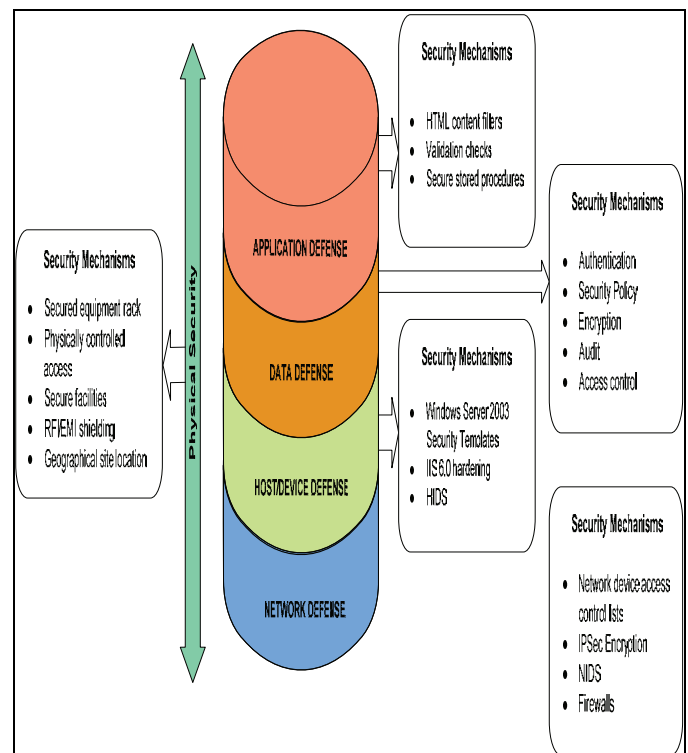 Security Mechanisms
HTML content filters
Validation checks
Secure stored procedures
Security Mechanisms
Authentication
Security Policy
Encryption
Audit
Access control
APPLICATION DEFENSE
Security Mechanisms
Secured equipment rack
Physically controlled
access
Secure facilities
RFI/EMI shielding
Geographical site location
Physical Security
DATA DEFENSE
Security Mechanisms
Windows Server 2003
Security Templates
IIS 6.0 hardening
HIDS
HOST/DEVICE DEFENSE
Security Mechanisms
Network device access
control lists
IPSec Encryption
NIDS
Firewalls
NETWORK DEFENSE